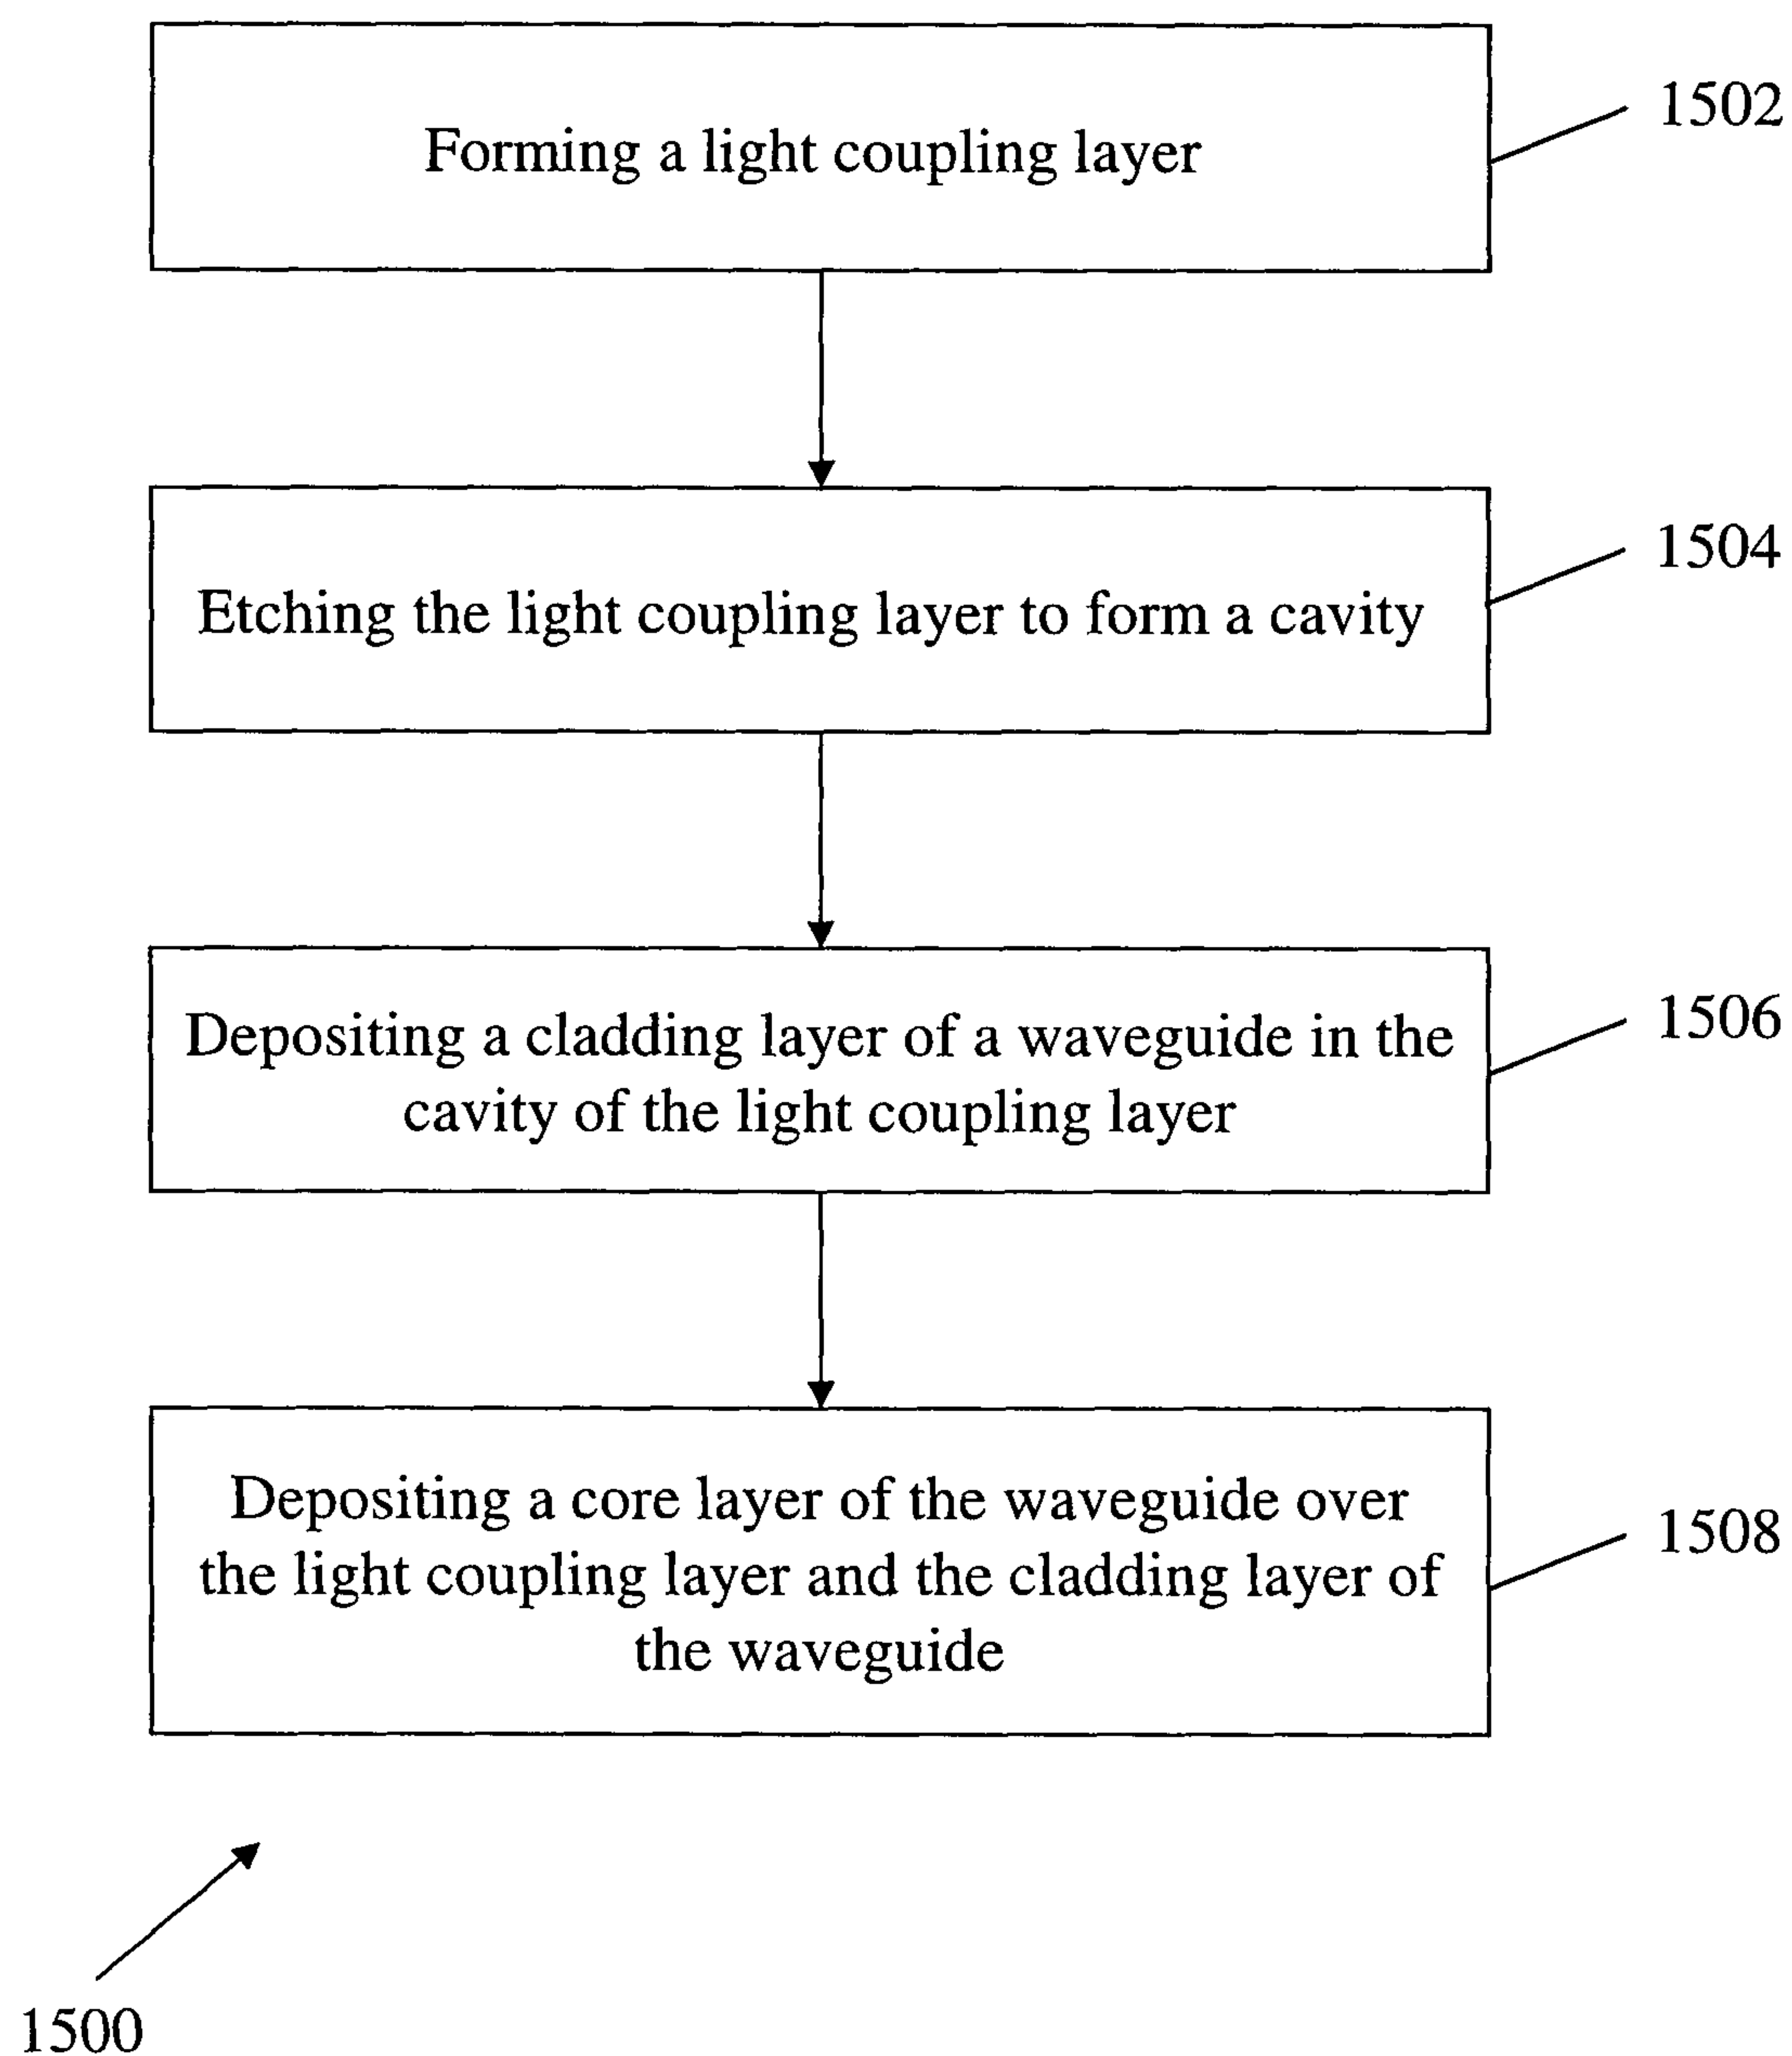 Forming a light coupling layer
1502
Etching the light coupling layer to form a cavity
1504
Depositing a cladding layer of a waveguide in the
cavity of the light coupling layer
1506
Depositing a core layer of the waveguide over
the light coupling layer and the cladding layer of
the waveguide
1508
1500